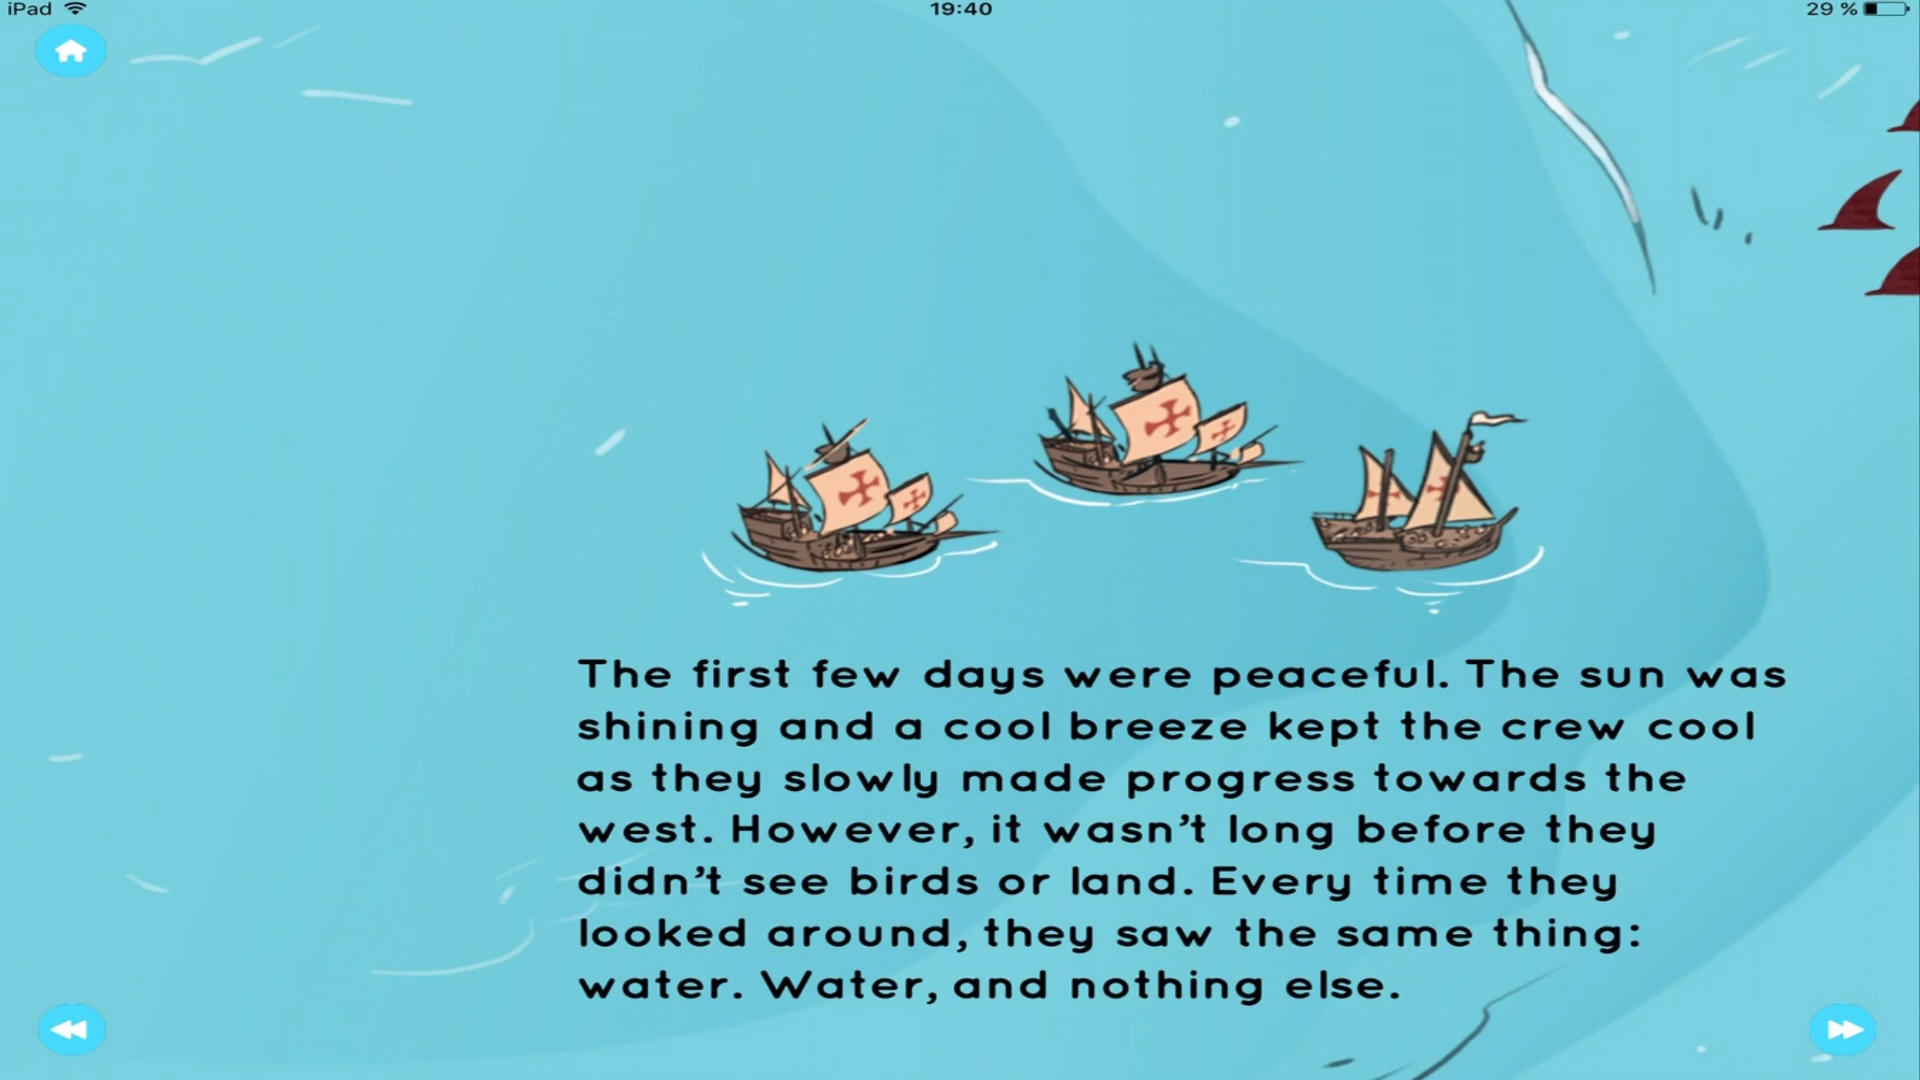 iPad 19:40 29 %
The first few days were peaceful. The sun was
shining and a cool breeze kept the crew cool
as they slowly made progress towards the
west. However, it wasn't long before they
didn't see birds or land. Every time they
looked around, they saw the same thing:
water. Water, and nothing else.